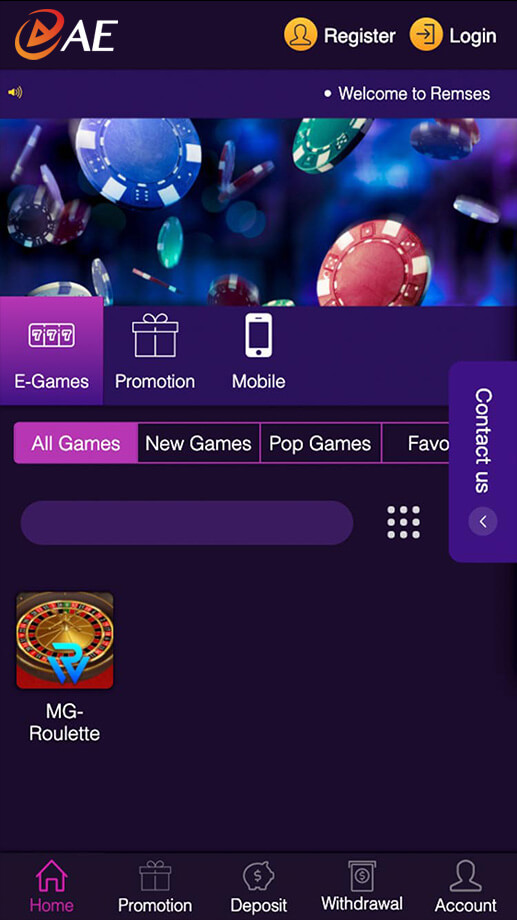 AE
Register
Login
• Welcome to Remses
777
E-Games
Promotion
Mobile
Contact us
All Games
New Games
Pop Games
Favo
MG-
Roulette
Home
Promotion
Deposit
Withdrawal
Account